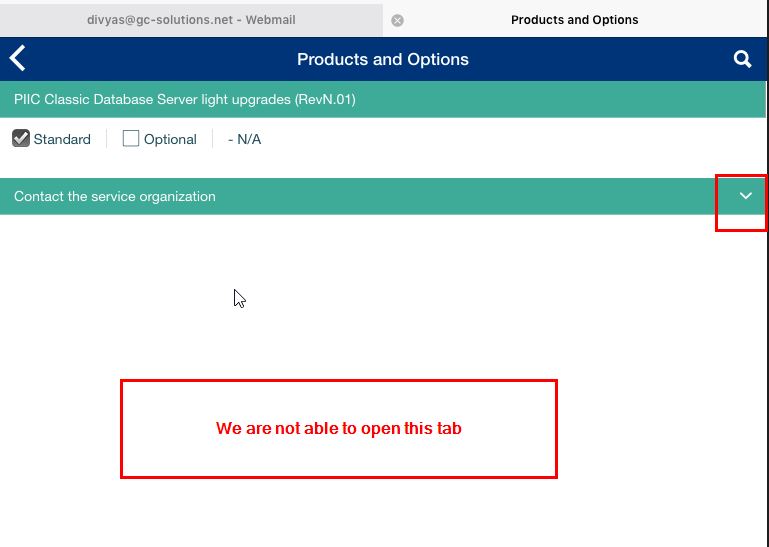 divyas@gc-solutions.net - Webmail
Products and Options
Products and Options
PIIC Classic Database Server light upgrades (RevN.01)
Standard Optional - N/A
Contact the service organization
We are not able to open this tab